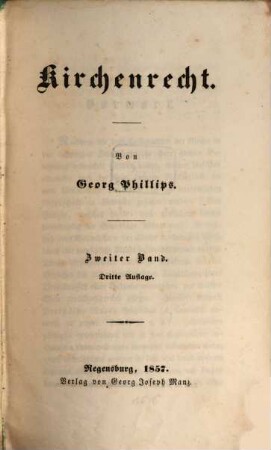 Kirchenrecht.
Von
Georg Phillips.
Zweiter Band.
Dritte Auflage.
Regensburg, 1857.
Verlag von Georg Joseph Manz.